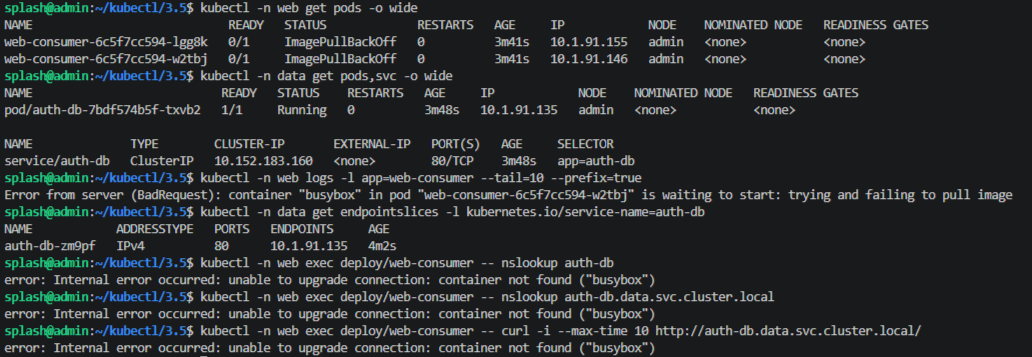 splash@admin:~/kubectl/3.5$ kubectl -n web get pods -o wide
NAME READY STATUS RESTARTS AGE IP NODE NOMINATED NODE READINESS GATES
web-consumer-6c5f7cc594-lgg8k 0/1 ImagePullBackOff 0 3m41s 10.1.91.155 admin <none> <none>
web-consumer-6c5f7cc594-w2tbj 0/1 ImagePullBackOff 0 3m41s 10.1.91.146 admin <none> <none>
splash@admin:~/kubectl/3.5$ kubectl -n data get pods,svc -o wide
NAME READY STATUS RESTARTS AGE IP NODE NOMINATED NODE READINESS GATES
pod/auth-db-7bdf574b5f-txvb2 1/1 Running 0 3m48s 10.1.91.135 admin <none> <none>
NAME TYPE CLUSTER-IP EXTERNAL-IP PORT(S) AGE SELECTOR
service/auth-db ClusterIP 10.152.183.160 <none> 80/TCP 3m48s app=auth-db
splash@admin:~/kubectl/3.5$ kubectl -n web logs -l app=web-consumer --tail=10 --prefix=true
Error from server (BadRequest): container "busybox" in pod "web-consumer-6c5f7cc594-w2tbj" is waiting to start: trying and failing to pull image
splash@admin:~/kubectl/3.5$ kubectl -n data get endpointslices -l kubernetes.io/service-name=auth-db
NAME ADDRESSTYPE PORTS ENDPOINTS AGE
auth-db-zm9pf IPv4 80 10.1.91.135 4m2s
splash@admin:~/kubectl/3.5$ kubectl -n web exec deploy/web-consumer -- nslookup auth-db
error: Internal error occurred: unable to upgrade connection: container not found ("busybox")
splash@admin:~/kubectl/3.5$ kubectl -n web exec deploy/web-consumer -- nslookup auth-db.data.svc.cluster.local
error: Internal error occurred: unable to upgrade connection: container not found ("busybox")
splash@admin:~/kubectl/3.5$ kubectl -n web exec deploy/web-consumer -- curl -i --max-time 10 http://auth-db.data.svc.cluster.local/
error: Internal error occurred: unable to upgrade connection: container not found ("busybox")